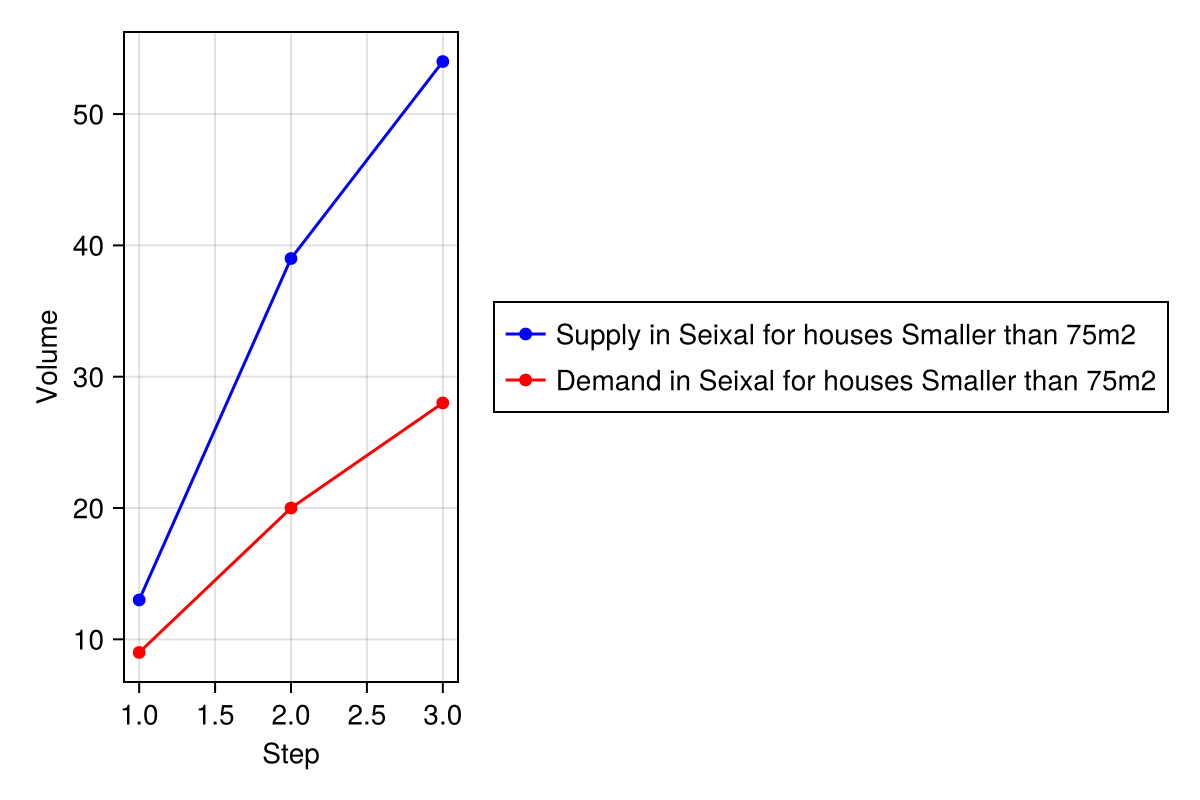 50
40
30
20
10
Volume
1.0 1.5 2.0 2.5 3.0
Step
Supply in Seixal for houses Smaller than 75m2
Demand in Seixal for houses Smaller than 75m2